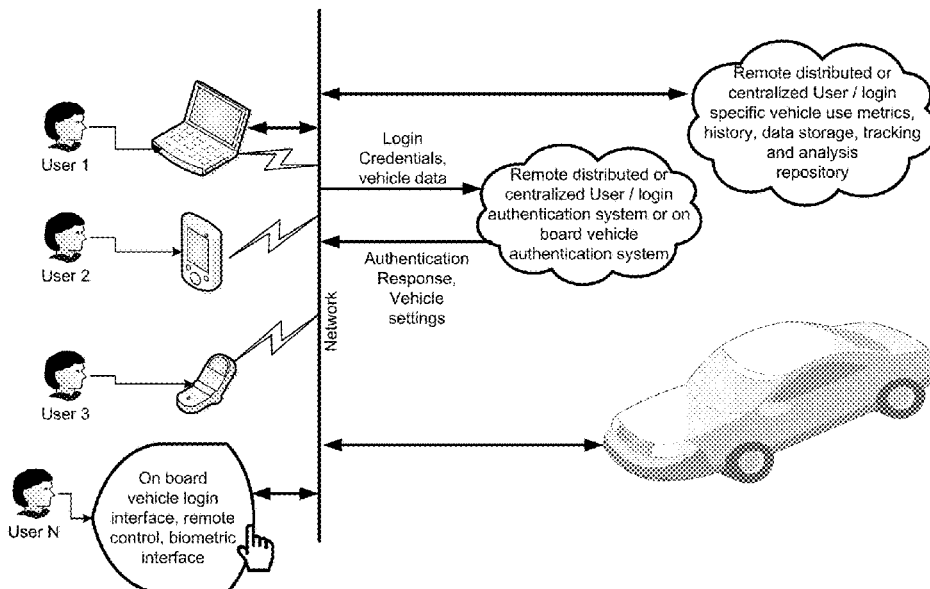 Remote distributed or
centralized User / login
specific vehicle use metrics,
history, data storage, tracking
and analysis
repository
User 1
Login
Credentials,
vehicle data
Remote distributed or
centralized User / login
authentication system or on
board vehicle
authentication system
User 2
Authentication
Response,
Vehicle
settings
Network
User 3
On board
vehicle login
interface, remote
control, biometric
interface
User N